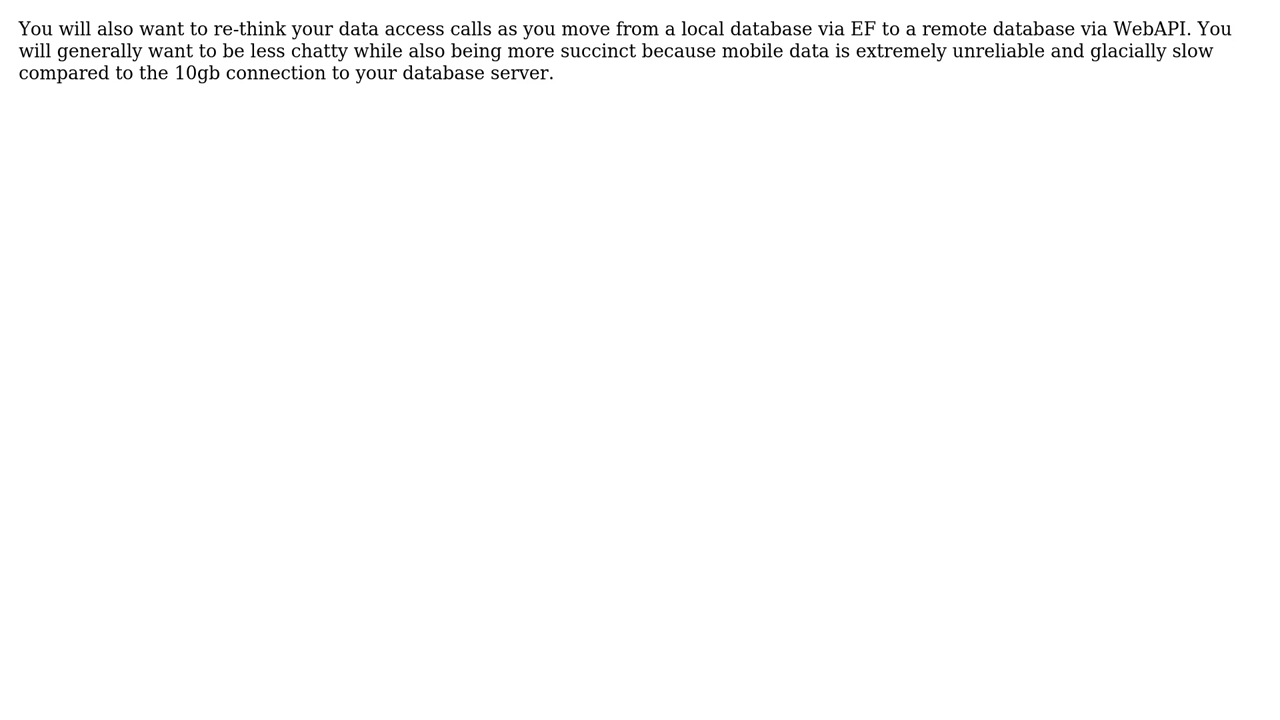 You will also want to re-think your data access calls as you move from a local database via EF to a remote database via WebAPI. You
will generally want to be less chatty while also being more succinct because mobile data is extremely unreliable and glacially slow
compared to the 10gb connection to your database server.